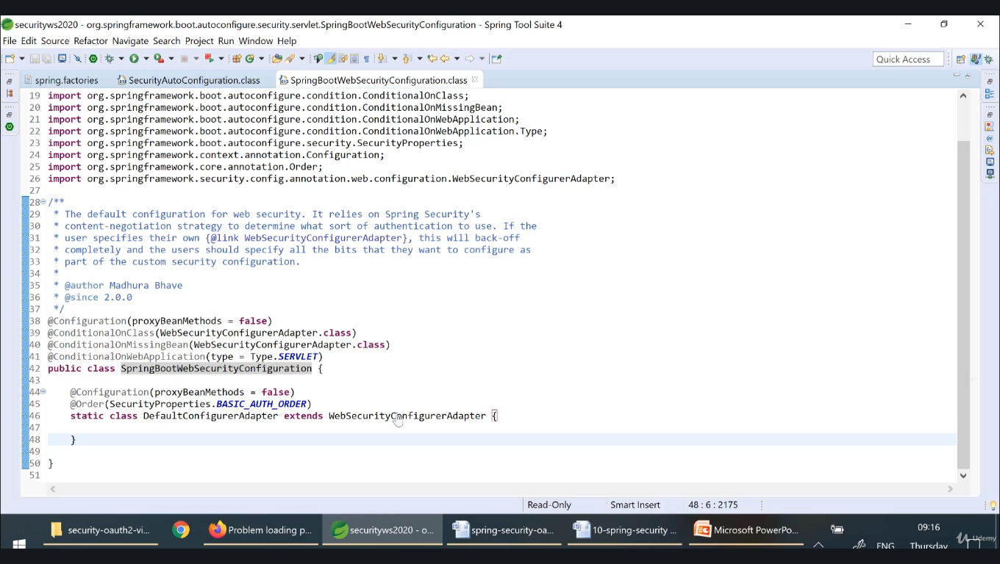 securityws2020 - org.springframework.boot.autoconfigure.security.servlet.SpringBootWebSecurityConfiguration - Spring Tool Suite 4
File Edit Source Refactor Navigate Search Project Run Window Help
Quick Access
spring.factories SecurityAutoConfiguration.class SpringBootWebSecurityConfiguration.class
19 import org.springframework.boot.autoconfigure.condition.ConditionalOnClass;
20 import org.springframework.boot.autoconfigure.condition.ConditionalOnMissingBean;
21 import org.springframework.boot.autoconfigure.condition.ConditionalOnWebApplication;
22 import org.springframework.boot.autoconfigure.condition.ConditionalOnWebApplication.Type;
23 import org.springframework.boot.autoconfigure.security.SecurityProperties;
24 import org.springframework.context.annotation.Configuration;
25 import org.springframework.core.annotation.Order;
26 import org.springframework.security.config.annotation.web.configuration.WebSecurityConfigurerAdapter;
27
28 /**
29 * The default configuration for web security. It relies on Spring Security's
30 * content-negotiation strategy to determine what sort of authentication to use. If the
31 * user specifies their own {@link WebSecurityConfigurerAdapter}, this will back-off
32 * completely and the users should specify all the bits that they want to configure as
33 * part of the custom security configuration.
34 *
35 * @author Madhura Bhave
36 * @since 2.0.0
37 */
38 @Configuration(proxyBeanMethods = false)
39 @ConditionalOnClass(WebSecurityConfigurerAdapter.class)
40 @ConditionalOnMissingBean(WebSecurityConfigurerAdapter.class)
41 @ConditionalOnWebApplication(type = Type.SERVLET)
42 public class SpringBootWebSecurityConfiguration {
43
44 @Configuration(proxyBeanMethods = false)
45 @Order(SecurityProperties.BASIC_AUTH_ORDER)
46 static class DefaultConfigurerAdapter extends WebSecurityConfigurerAdapter {
47
48 }
49
50 }
51
Read-Only Smart Insert 48 : 6 : 2175
security-oauth2-vi... Problem loading p... securityws2020 - o... spring-security-oa... 10-spring-security ... Microsoft PowerPo... 09:16
ENG Thursday
Udemy